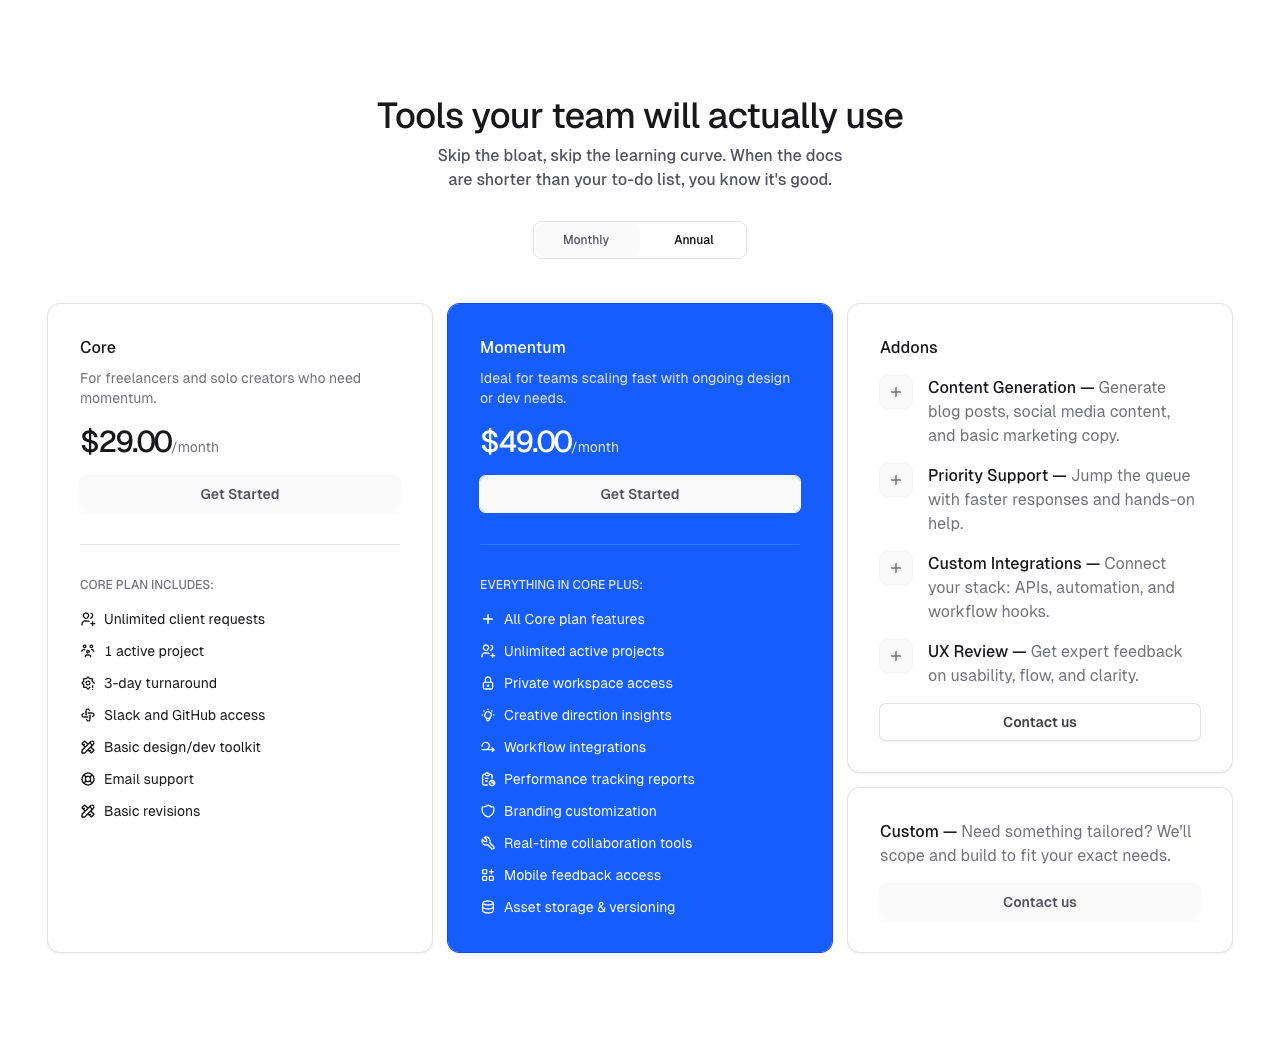 Tools your team will actually use
Skip the bloat, skip the learning curve. When the docs
are shorter than your to-do list, you know it's good.
Monthly
Annual
Core
For freelancers and solo creators who need
momentum.
$29.00/month
Get Started
CORE PLAN INCLUDES:
Unlimited client requests
1 active project
3-day turnaround
Slack and GitHub access
Basic design/dev toolkit
Email support
Basic revisions
Momentum
Ideal for teams scaling fast with ongoing design
or dev needs.
$49.00/month
Get Started
EVERYTHING IN CORE PLUS:
All Core plan features
Unlimited active projects
Private workspace access
Creative direction insights
Workflow integrations
Performance tracking reports
Branding customization
Real-time collaboration tools
Mobile feedback access
Asset storage & versioning
Addons
Content Generation — Generate
blog posts, social media content,
and basic marketing copy.
Priority Support — Jump the queue
with faster responses and hands-on
help.
Custom Integrations — Connect
your stack: APIs, automation, and
workflow hooks.
UX Review — Get expert feedback
on usability, flow, and clarity.
Contact us
Custom — Need something tailored? We'll
scope and build to fit your exact needs.
Contact us